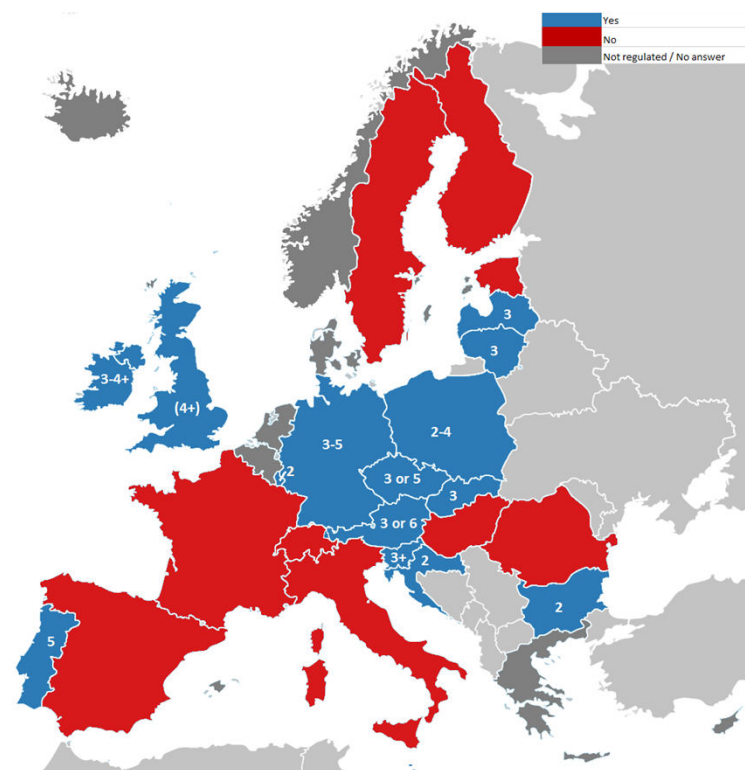 Yes
No
Not regulated / No answer
3
3
3-4+
(4+)
2-4
3-5
2
3 or 5
3
3 or 6
3+
2
2
5